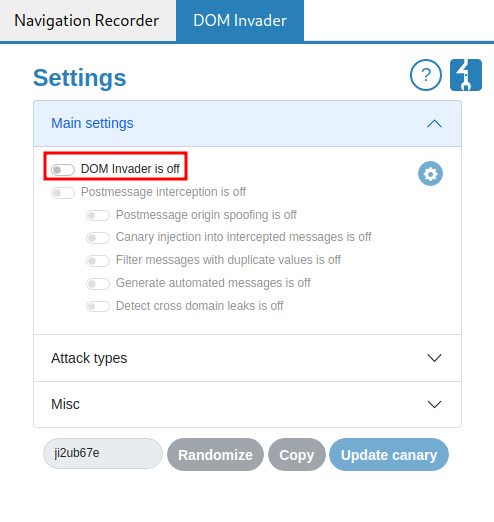 Navigation Recorder DOM Invader
Settings
?
Main settings
DOM Invader is off
Postmessage interception is off
Postmessage origin spoofing is off
Canary injection into intercepted messages is off
Filter messages with duplicate values is off
Generate automated messages is off
Detect cross domain leaks is off
Attack types
Misc
ji2ub67e Randomize Copy Update canary